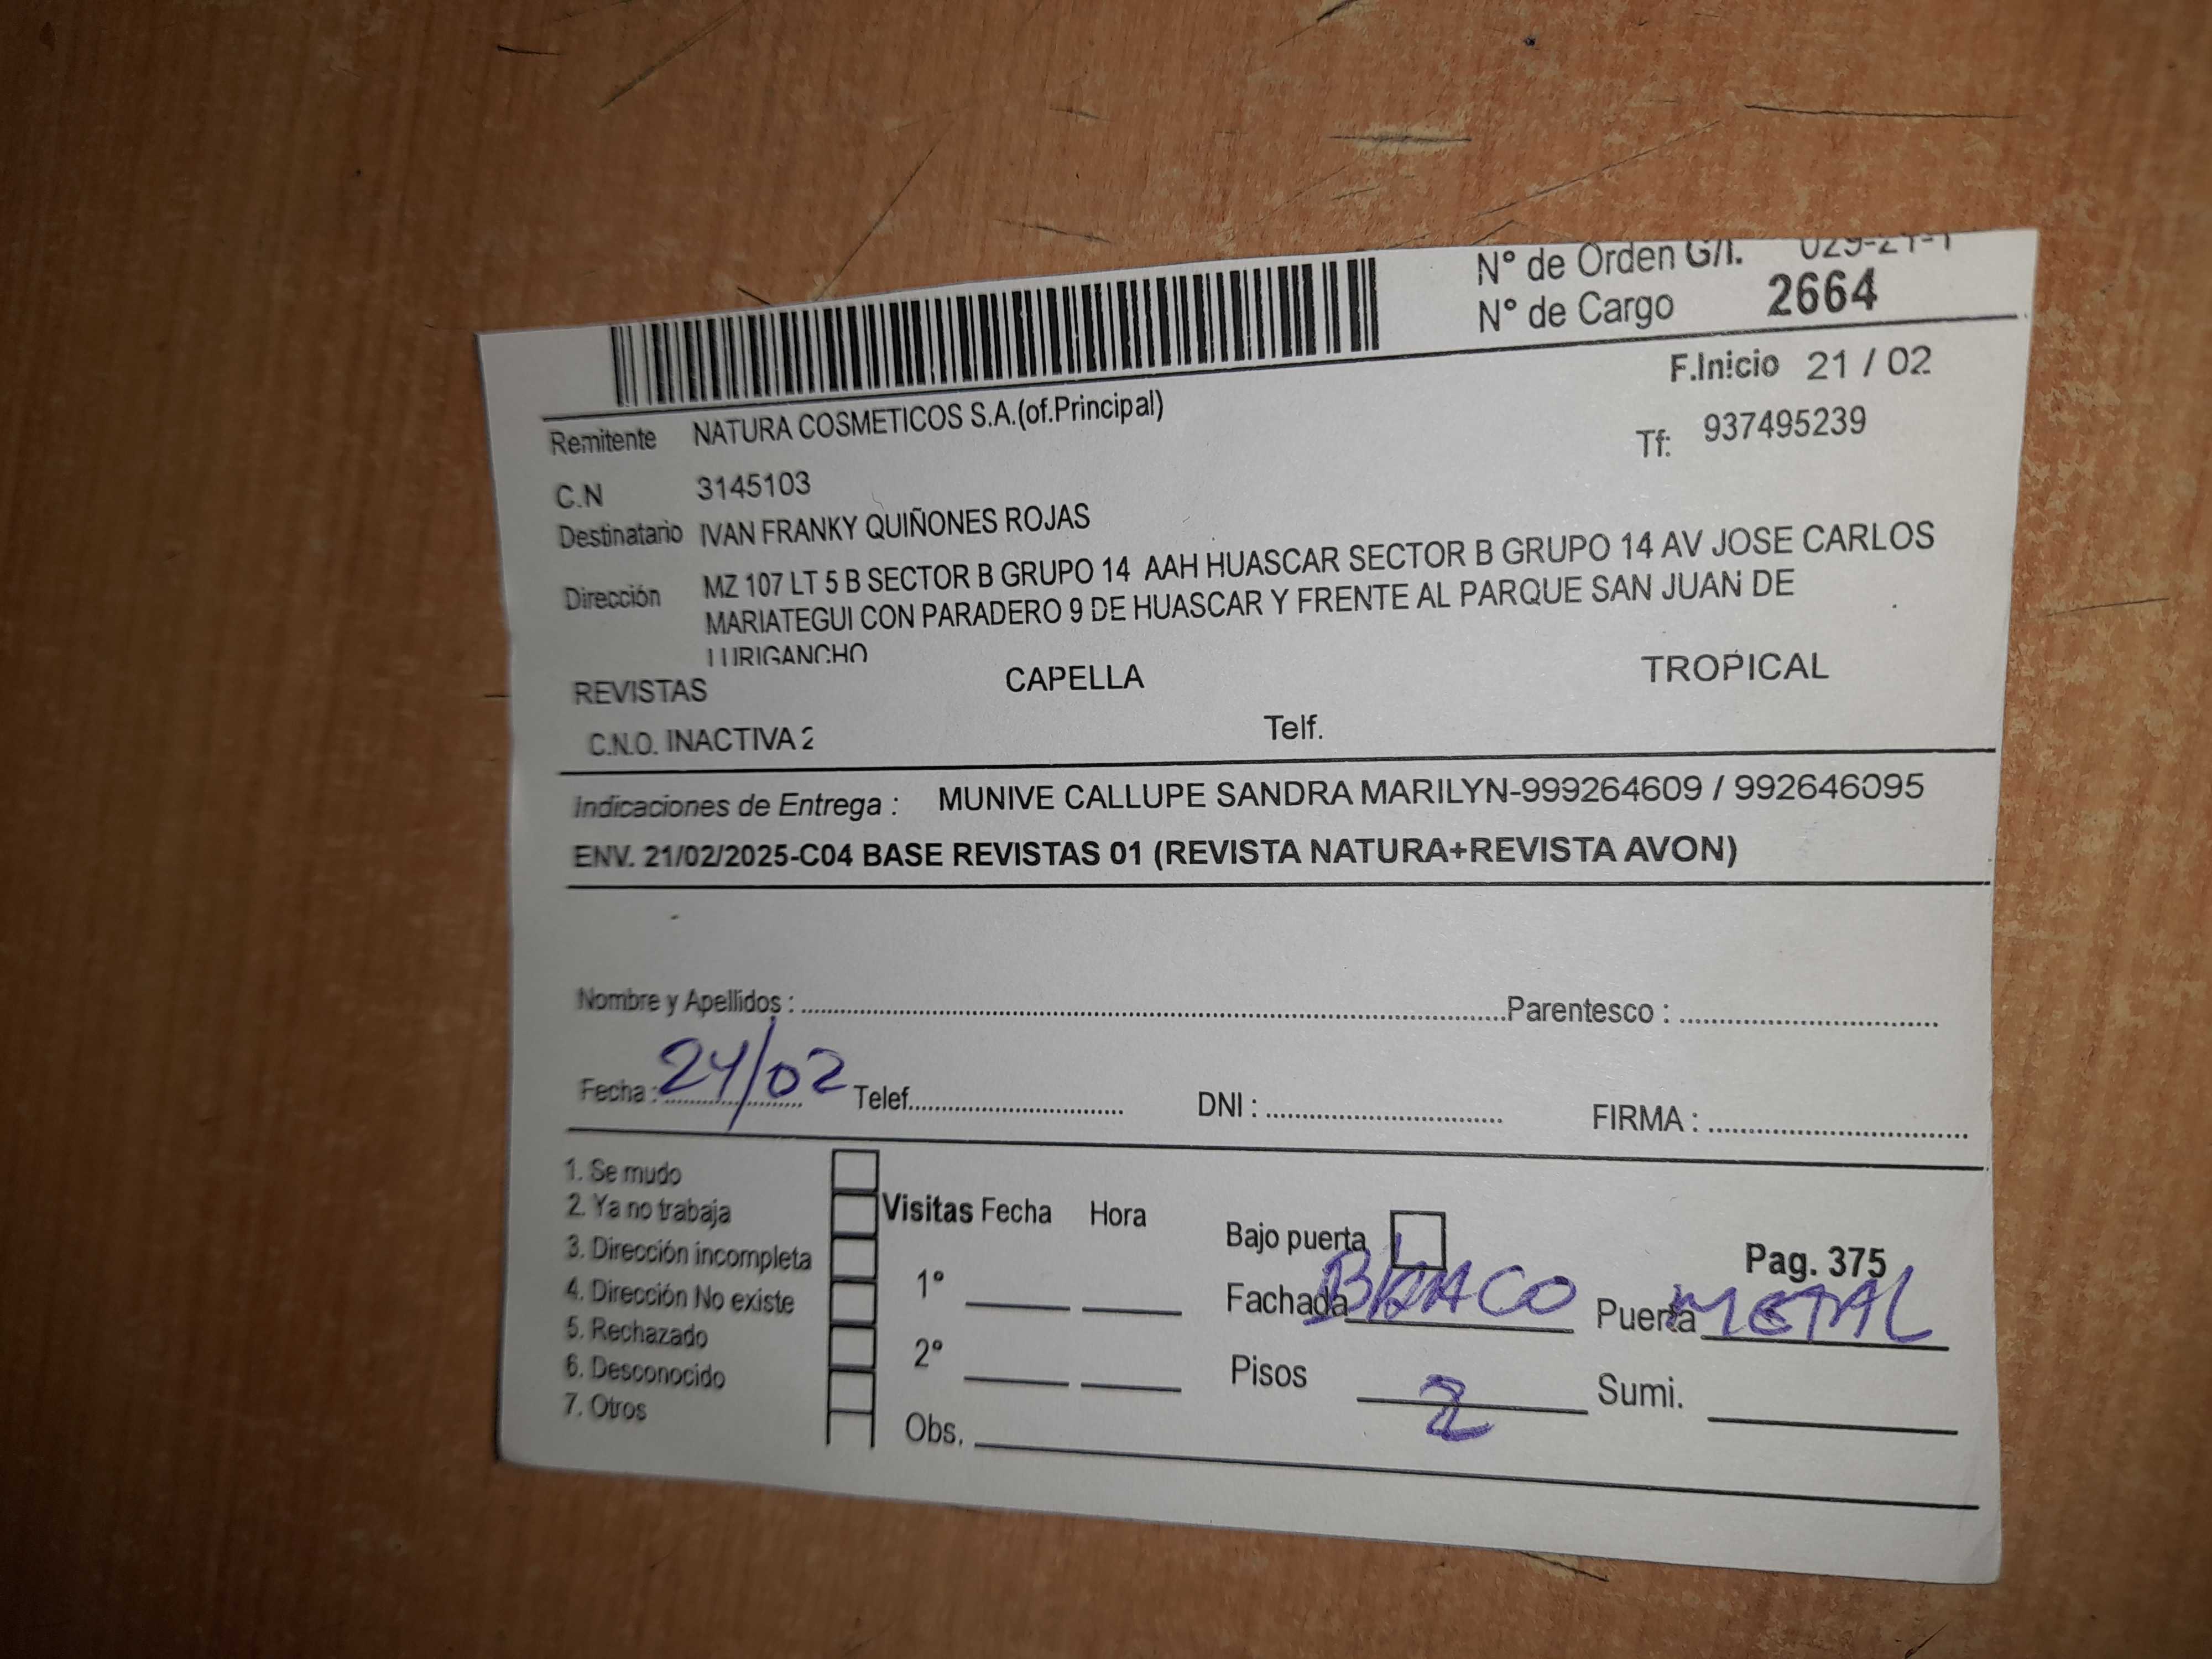 N° de Orden G/I. 029-21-1
N° de Cargo 2664
F.Inicio 21 / 02
Remitente NATURA COSMETICOS S.A.(of.Principal)
Tf: 937495239
C.N 3145103
Destinatario IVAN FRANKY QUIÑONES ROJAS
Dirección MZ 107 LT 5 B SECTOR B GRUPO 14 AAH HUASCAR SECTOR B GRUPO 14 AV JOSE CARLOS
MARIATEGUI CON PARADERO 9 DE HUASCAR Y FRENTE AL PARQUE SAN JUAN DE
LURIGANCHO
REVISTAS CAPELLA TROPICAL
C.N.O. INACTIVA 2 Telf.
Indicaciones de Entrega : MUNIVE CALLUPE SANDRA MARILYN-999264609 / 992646095
ENV. 21/02/2025-C04 BASE REVISTAS 01 (REVISTA NATURA+REVISTA AVON)
Nombre y Apellidos : Parentesco :
Fecha : 24/02 Telef. DNI : FIRMA :
1. Se mudo
2. Ya no trabaja
3. Dirección incompleta
4. Dirección No existe
5. Rechazado
6. Desconocido
7. Otros
Visitas Fecha Hora
1°
2°
Obs.
Bajo puerta
Pag. 375
Fachada Puerta METAL
Pisos 2 Sumi.